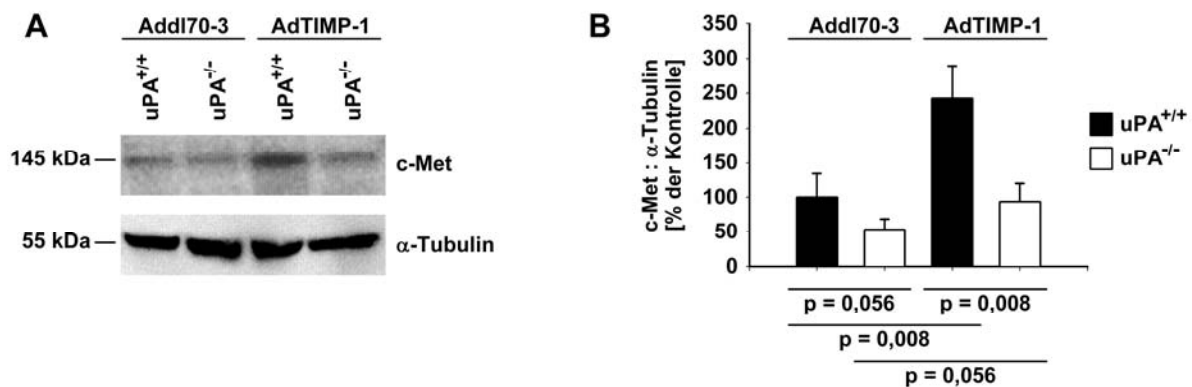 A
Addl70-3 AdTIMP-1
uPA+/+ uPA-/- uPA+/+ uPA-/-
145 kDa
c-Met
55 kDa
α-Tubulin
B
Addl70-3 AdTIMP-1
c-Met : α-Tubulin
[% der Kontrolle]
350
300
250
200
150
100
50
0
uPA+/+
uPA-/-
p = 0,056 p = 0,008
p = 0,008
p = 0,056